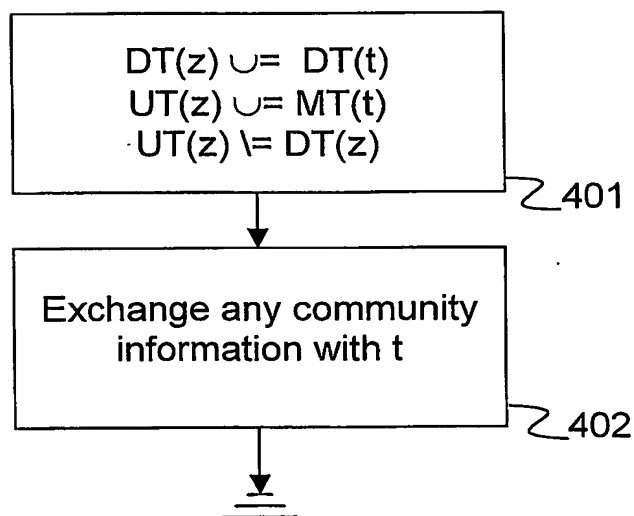 DT(z) ∪= DT(t)
UT(z) ∪= MT(t)
UT(z) \= DT(z)
401
Exchange any community
information with t
402